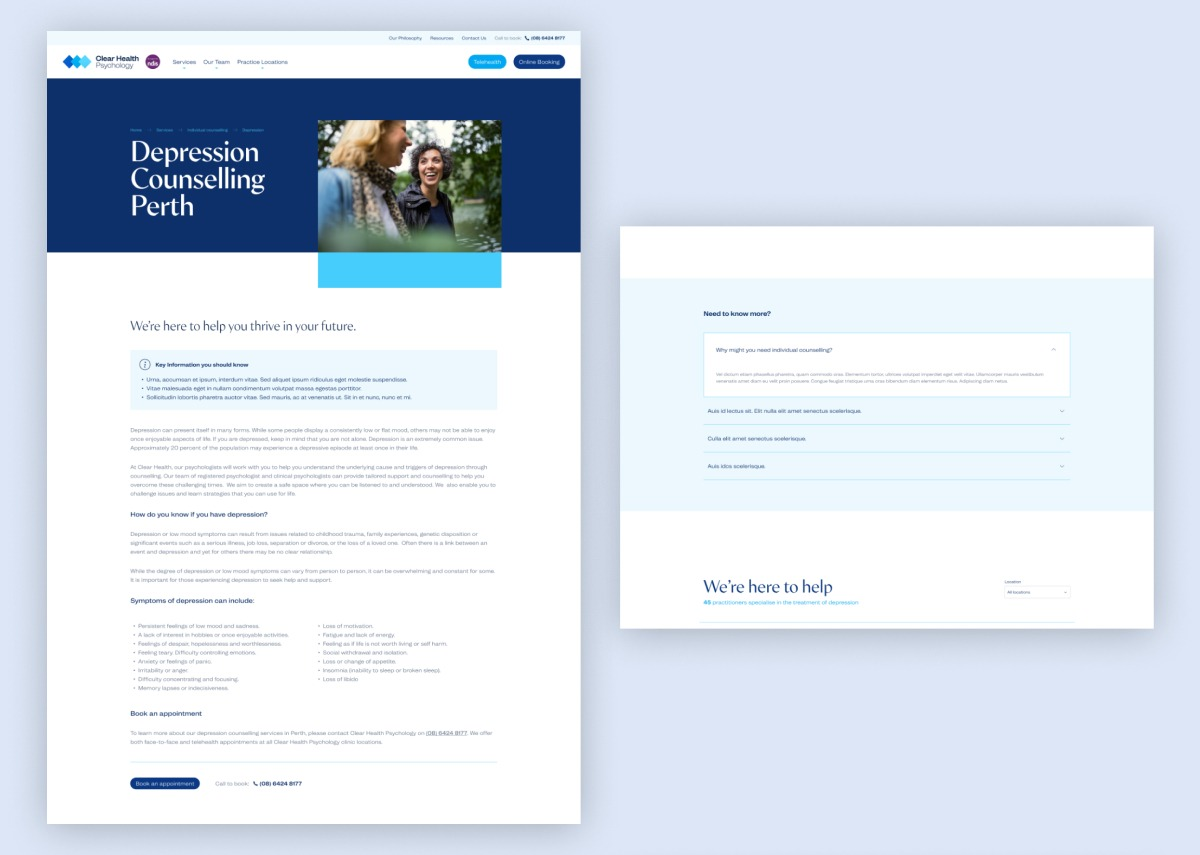 Our Philosophy Resources Contact Us Call to book: (08) 6424 8177
Clear Health
Psychology
ndis
Services Our Team Practice Locations
Telehealth Online Booking
Home Services Individual counselling Depression
Depression
Counselling
Perth
We're here to help you thrive in your future.
Key Information you should know
• Urna, accumsan et ipsum, interdum vitae. Sed aliquet ipsum ridiculus eget molestie suspendisse.
• Vitae malesuada eget in nullam condimentum volutpat massa egestas porttitor.
• Sollicitudin lobortis pharetra auctor vitae. Sed mauris, ac at venenatis ut. Sit in et nunc, nunc et mi.
Depression can present itself in many forms. While some people display a consistently low or flat mood, others may not be able to enjoy
once enjoyable aspects of life. If you are depressed, keep in mind that you are not alone. Depression is an extremely common issue.
Approximately 20 percent of the population may experience a depressive episode at least once in their life.
At Clear Health, our psychologists will work with you to help you understand the underlying cause and triggers of depression through
counselling. Our team of registered psychologist and clinical psychologists can provide tailored support and counselling to help you
overcome these challenging times. We aim to create a safe space where you can be listened to and understood. We also enable you to
challenge issues and learn strategies that you can use for life.
How do you know if you have depression?
Depression or low mood symptoms can result from issues related to childhood trauma, family experiences, genetic disposition or
significant events such as a serious illness, job loss, separation or divorce, or the loss of a loved one. Often there is a link between an
event and depression and yet for others there may be no clear relationship.
While the degree of depression or low mood symptoms can vary from person to person, it can be overwhelming and constant for some.
It is important for those experiencing depression to seek help and support.
Symptoms of depression can include:
• Persistent feelings of low mood and sadness.
• A lack of interest in hobbies or once enjoyable activities.
• Feelings of despair, hopelessness and worthlessness.
• Feeling teary. Difficulty controlling emotions.
• Anxiety or feelings of panic.
• Irritability or anger.
• Difficulty concentrating and focusing.
• Memory lapses or indecisiveness.
• Loss of motivation.
• Fatigue and lack of energy.
• Feeling as if life is not worth living or self harm.
• Social withdrawal and isolation.
• Loss or change of appetite.
• Insomnia (inability to sleep or broken sleep)
• Loss of libido
Book an appointment
To learn more about our depression counselling services in Perth, please contact Clear Health Psychology on (08) 6424 8177. We offer
both face-to-face and telehealth appointments at all Clear Health Psychology clinic locations.
Book an appointment Call to book: (08) 6424 8177
Need to know more?
Why might you need individual counselling?
Vel dictum etiam phasellus pharetra, quam commodo cras. Elementum tortor, ultricies volutpat imperdiet eget velit vitae. Ullamcorper mauris vestibulum
venenatis amet diam eu velit proin posuere. Congue feugiat tristique urna cras bibendum diam elementum risus. Adipiscing diam netus.
Auis id lectus sit. Elit nulla elit amet senectus scelerisque.
Culla elit amet senectus scelerisque.
Auis idcs scelerisque.
We're here to help
45 practitioners specialise in the treatment of depression
Location
All locations